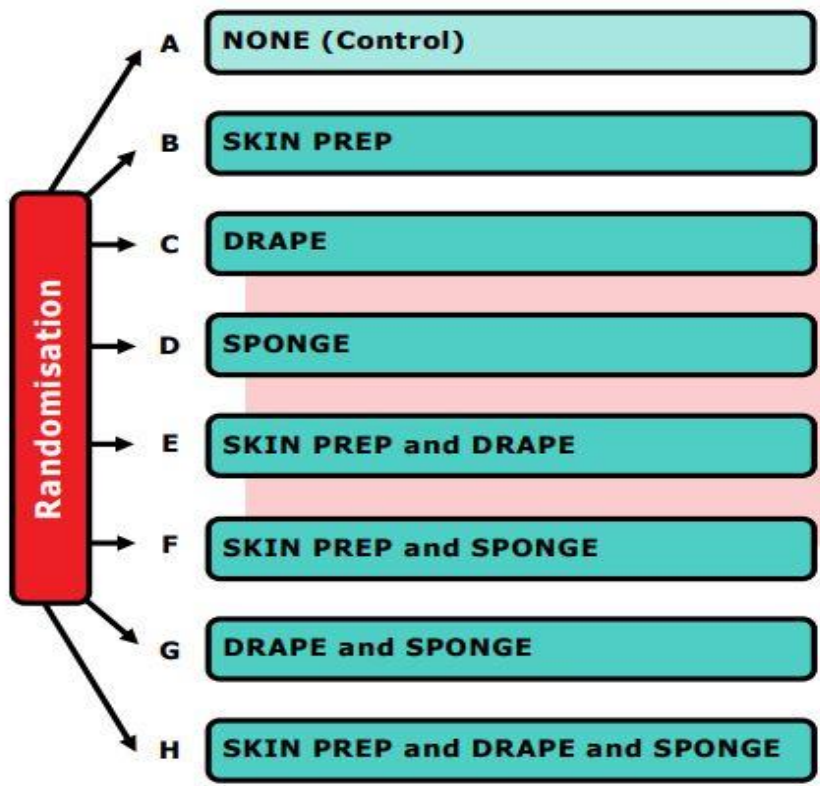 A NONE (Control)
B SKIN PREP
C DRAPE
Randomisation
D SPONGE
E SKIN PREP and DRAPE
F SKIN PREP and SPONGE
G DRAPE and SPONGE
H SKIN PREP and DRAPE and SPONGE